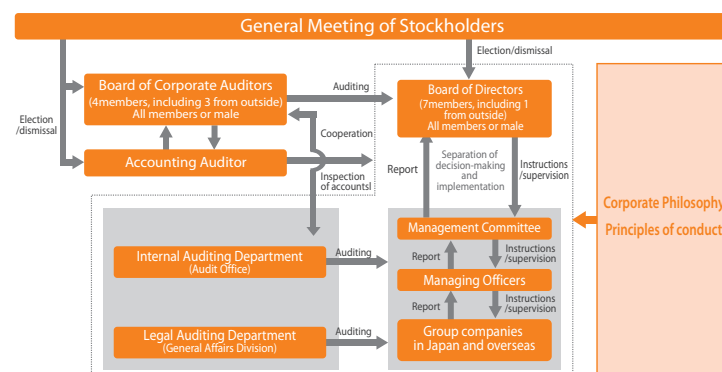 General Meeting of Stockholders
Election/dismissal
Board of Corporate Auditors
(4members, including 3 from outside)
All members or male
Auditing
Board of Directors
(7members, including 1
from outside)
All members or male
Election
/dismissal
Cooperation
Accounting Auditor
Inspection
of accountsl
Report
Separation of
decision-making
and
implementation
Instructions
/supervision
Corporate Philosophy
Principles of conduct
Management Committee
Internal Auditing Department
(Audit Office)
Auditing
Report
Instructions
/supervision
Managing Officers
Report
Instructions
/supervision
Legal Auditing Department
(General Affairs Division)
Auditing
Group companies
in Japan and overseas